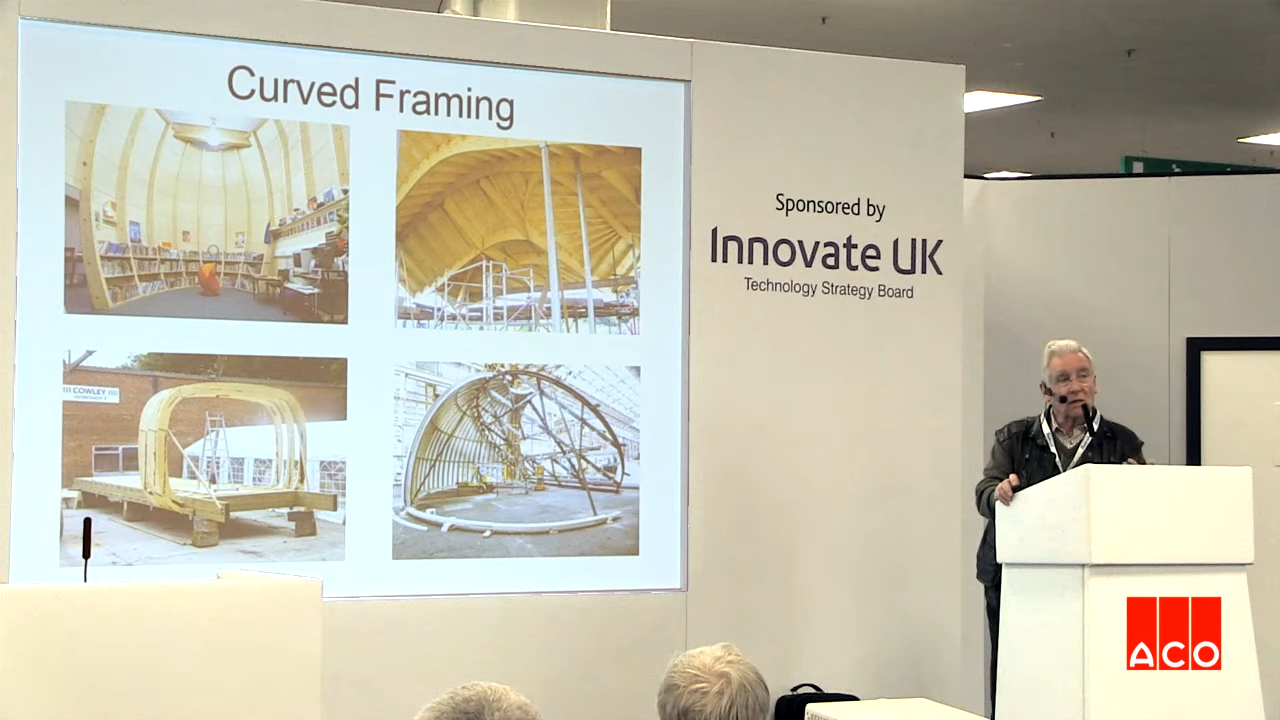 Curved Framing
COWLEY
Sponsored by
Innovate UK
Technology Strategy Board
ACO